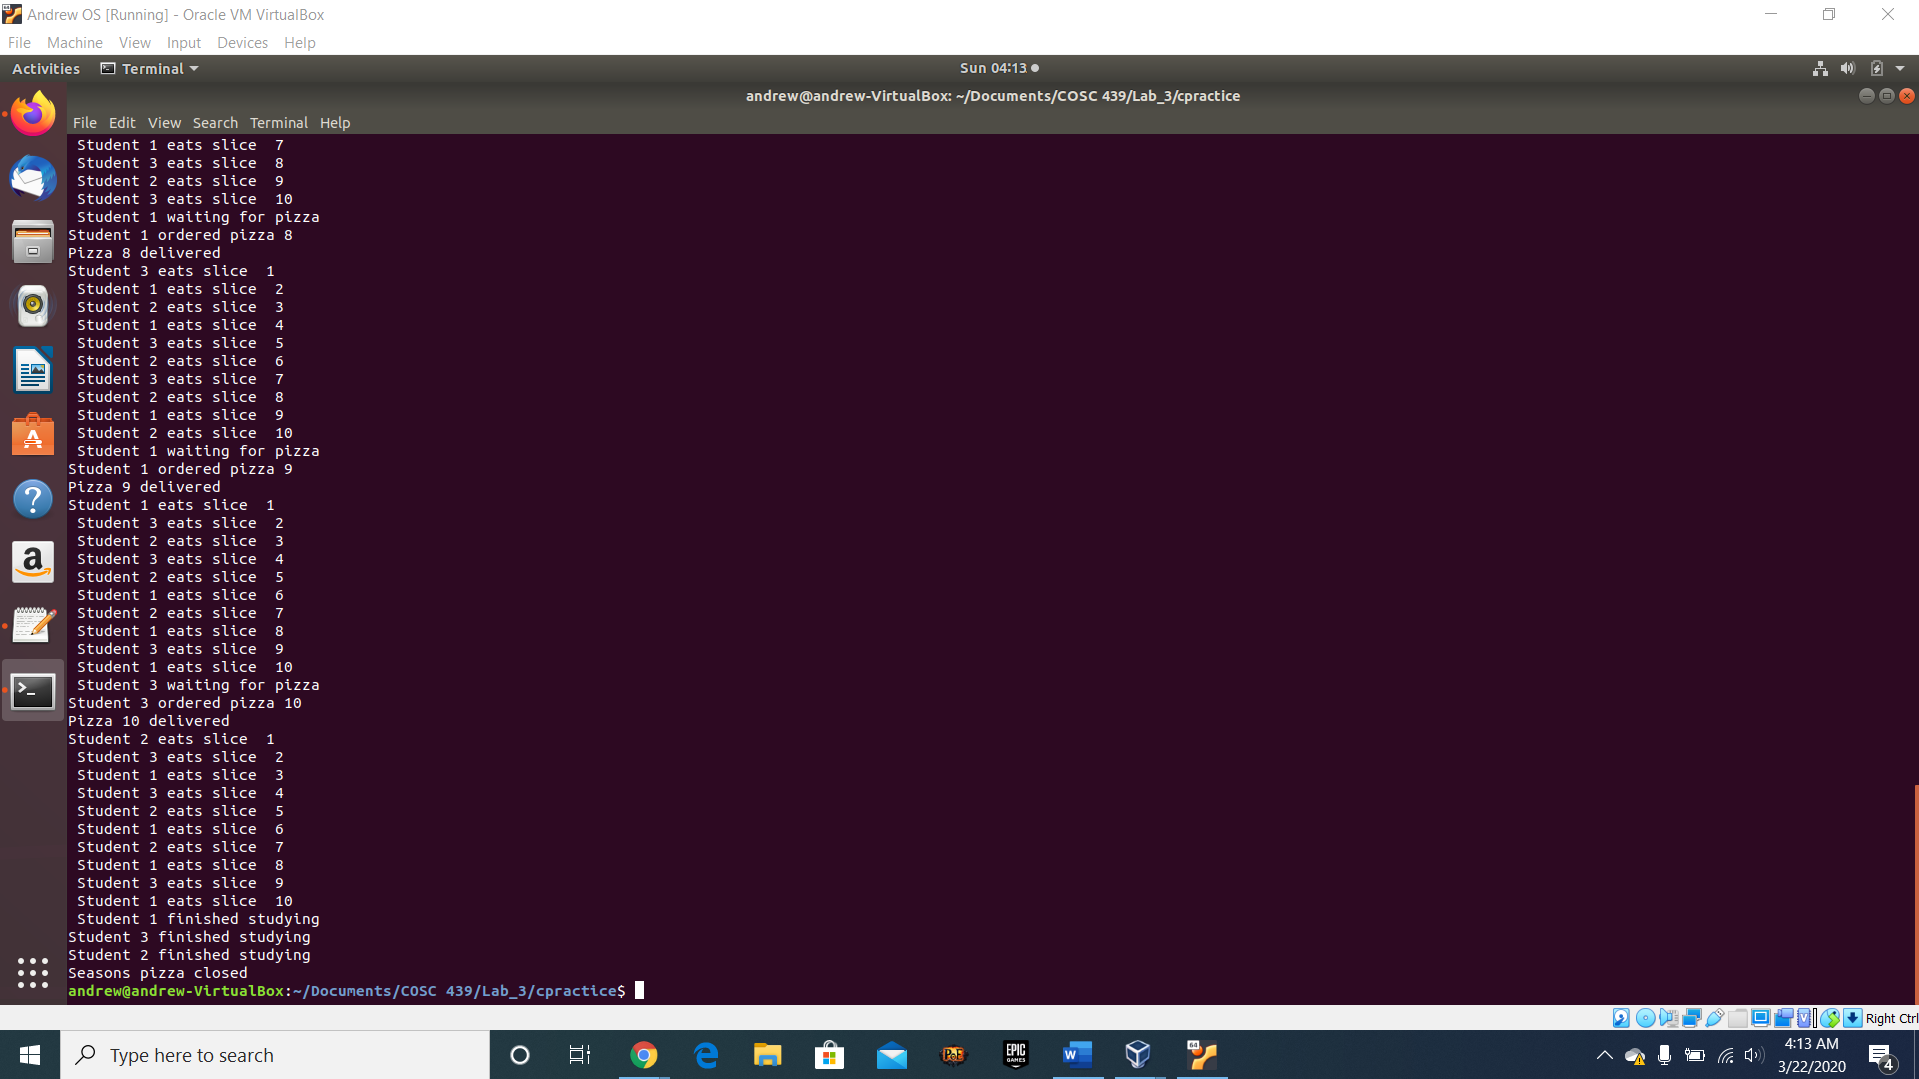 Andrew OS [Running] - Oracle VM VirtualBox
File Machine View Input Devices Help
Activities Terminal Sun 04:13
andrew@andrew-VirtualBox: ~/Documents/COSC 439/Lab_3/cpractice
File Edit View Search Terminal Help
Student 1 eats slice  7
Student 3 eats slice  8
Student 2 eats slice  9
Student 3 eats slice  10
Student 1 waiting for pizza
Student 1 ordered pizza 8
Pizza 8 delivered
Student 3 eats slice  1
Student 1 eats slice  2
Student 2 eats slice  3
Student 1 eats slice  4
Student 3 eats slice  5
Student 2 eats slice  6
Student 3 eats slice  7
Student 2 eats slice  8
Student 1 eats slice  9
Student 2 eats slice  10
Student 1 waiting for pizza
Student 1 ordered pizza 9
Pizza 9 delivered
Student 1 eats slice  1
Student 3 eats slice  2
Student 2 eats slice  3
Student 3 eats slice  4
Student 2 eats slice  5
Student 1 eats slice  6
Student 2 eats slice  7
Student 1 eats slice  8
Student 3 eats slice  9
Student 1 eats slice  10
Student 3 waiting for pizza
Student 3 ordered pizza 10
Pizza 10 delivered
Student 2 eats slice  1
Student 3 eats slice  2
Student 1 eats slice  3
Student 3 eats slice  4
Student 2 eats slice  5
Student 1 eats slice  6
Student 2 eats slice  7
Student 1 eats slice  8
Student 3 eats slice  9
Student 1 eats slice  10
Student 1 finished studying
Student 3 finished studying
Student 2 finished studying
Seasons pizza closed
andrew@andrew-VirtualBox:~/Documents/COSC 439/Lab_3/cpractice$
Right Ctrl
Type here to search
EPIC GAMES
64
4:13 AM
3/22/2020
4